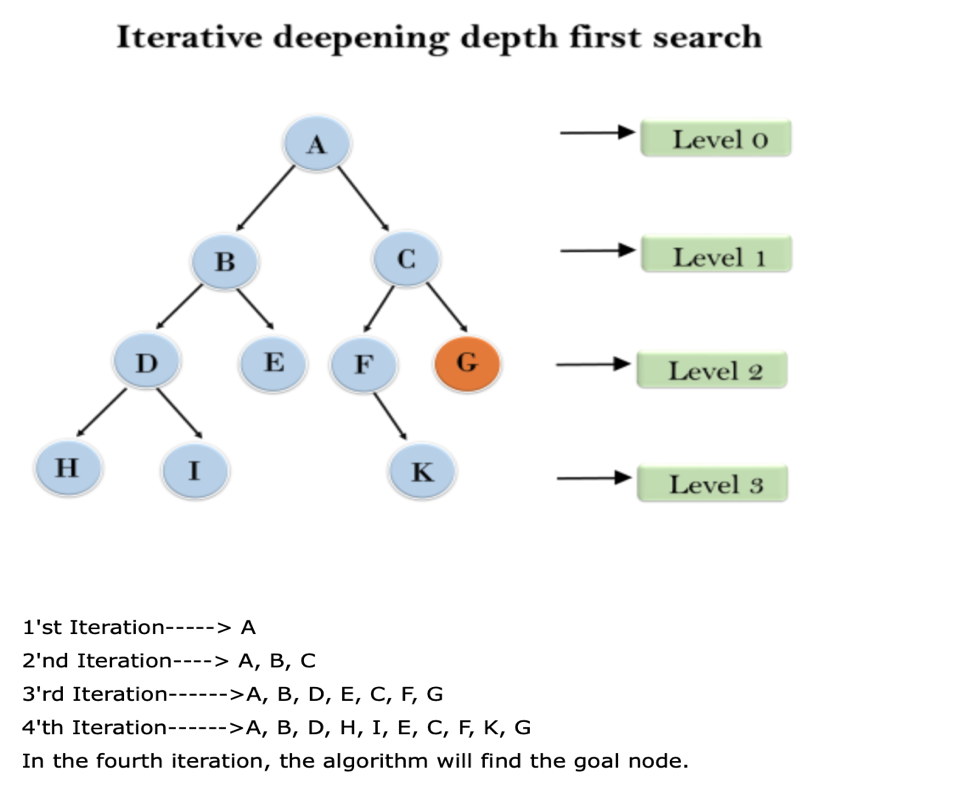 Iterative deepening depth first search
A
Level 0
B
C
Level 1
D
E
F
G
Level 2
H
I
K
Level 3
1'st Iteration-----> A
2'nd Iteration----> A, B, C
3'rd Iteration------>A, B, D, E, C, F, G
4'th Iteration------>A, B, D, H, I, E, C, F, K, G
In the fourth iteration, the algorithm will find the goal node.